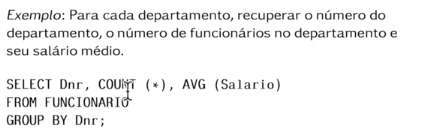 Exemplo: Para cada departamento, recuperar o número do
departamento, o número de funcionários no departamento e
seu salário médio.
SELECT Dnr, COUNT (*), AVG (Salario)
FROM FUNCIONARIO
GROUP BY Dnr;